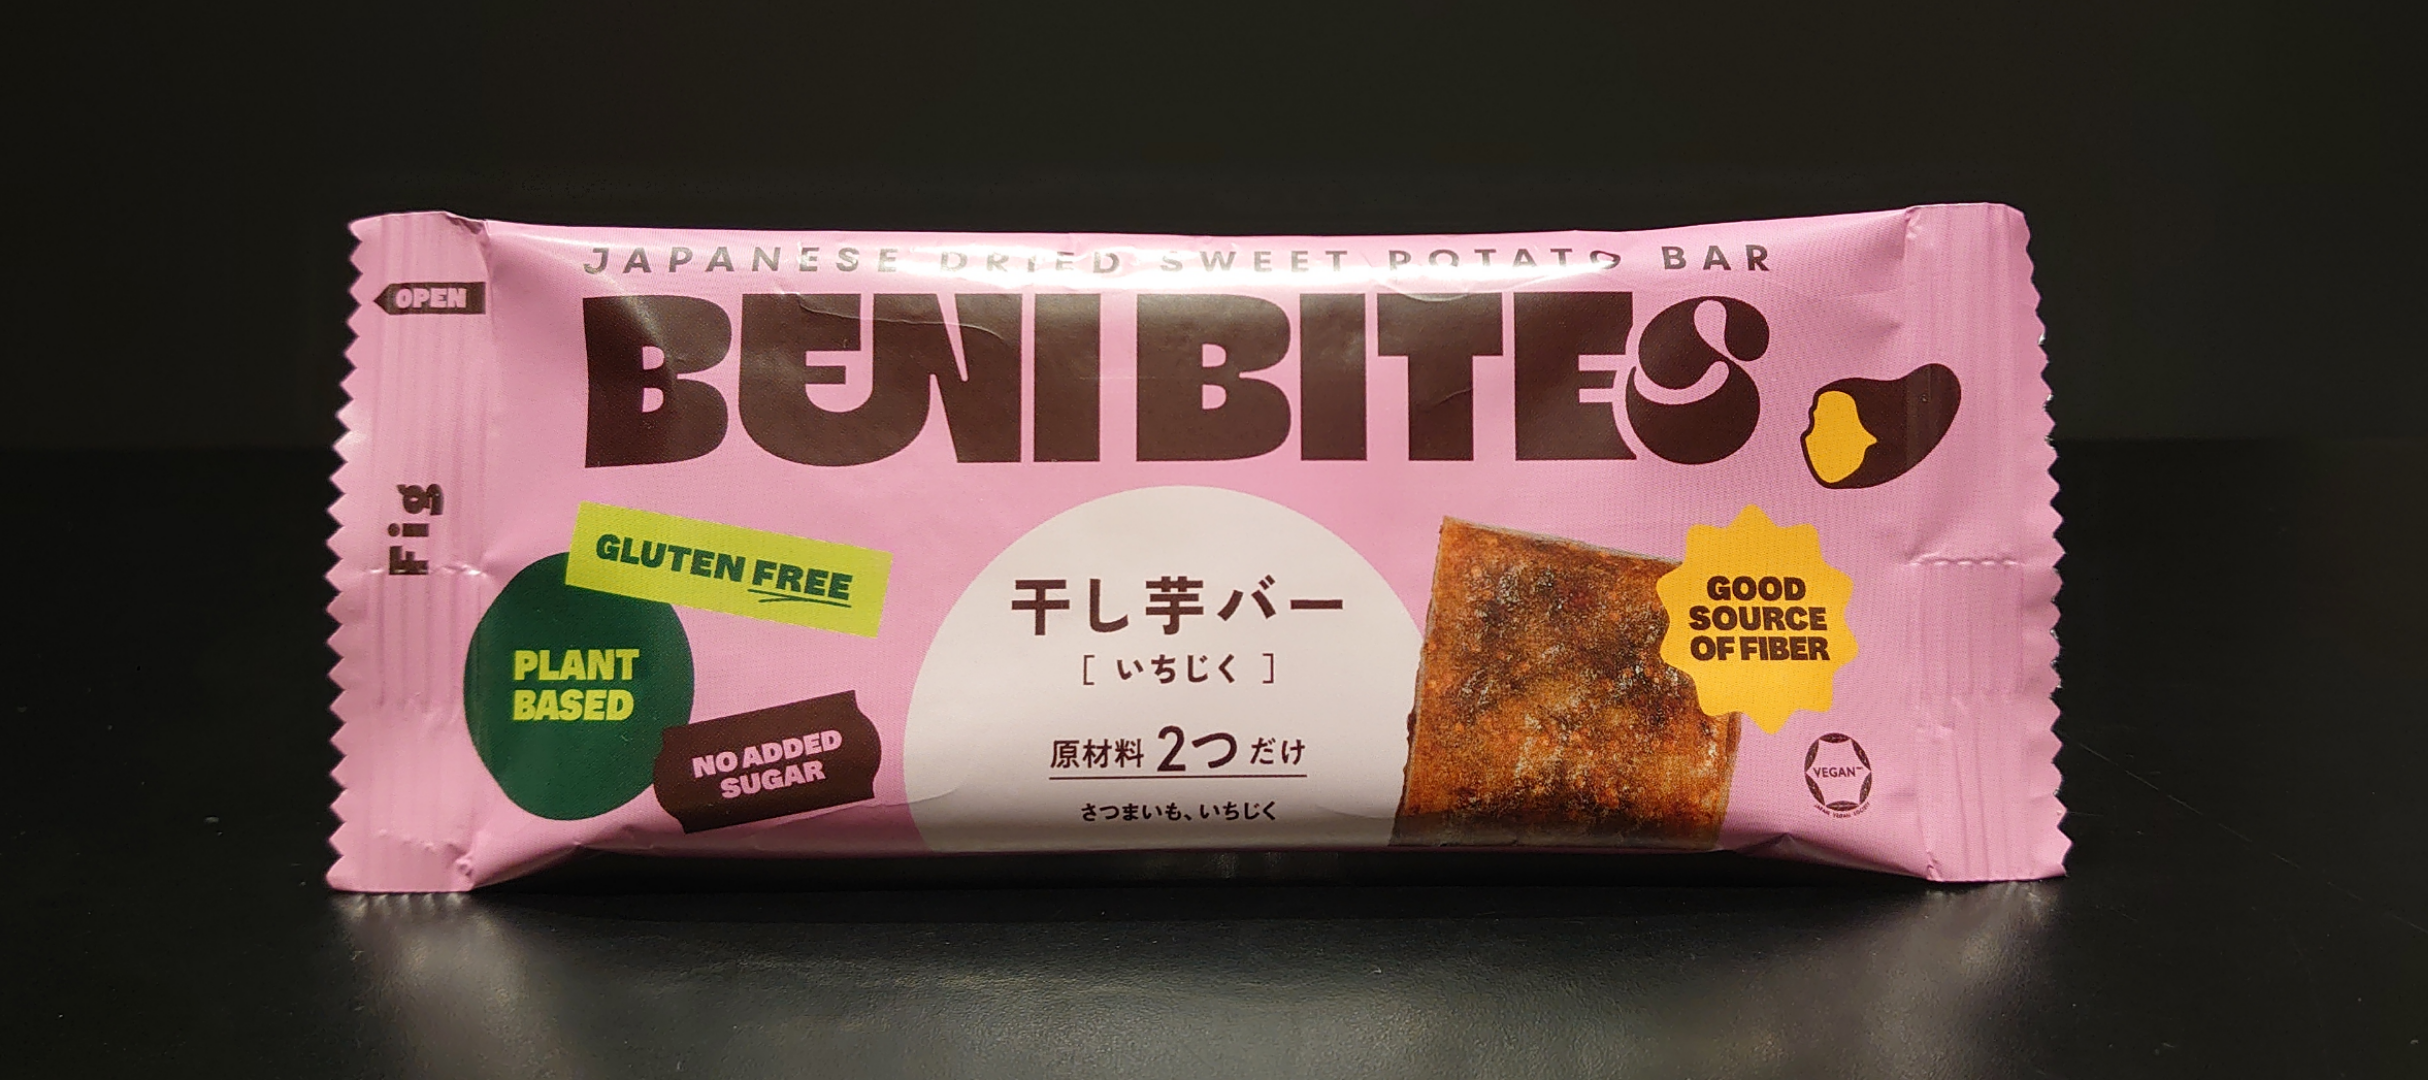 JAPANESE DRIED SWEET POTATO BAR
OPEN
BENI BITES
Fig
GLUTEN FREE
PLANT
BASED
NO ADDED
SUGAR
干し芋バー
[ いちじく ]
原材料 2つ だけ
さつまいも、いちじく
GOOD
SOURCE
OF FIBER
VEGAN